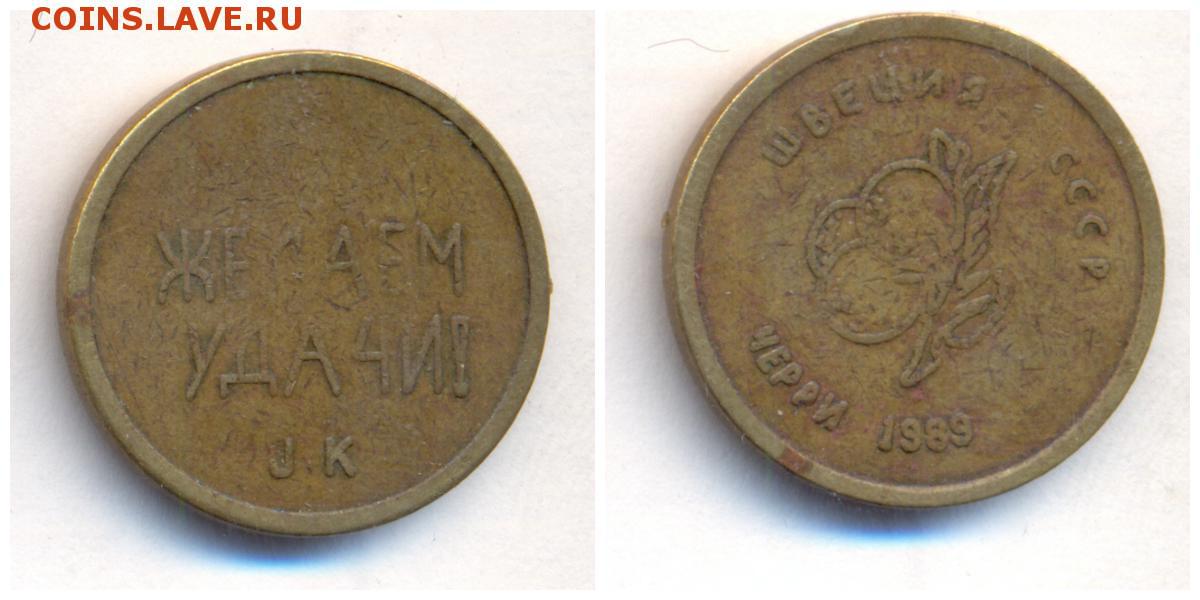 COINS.LAVE.RU
ЖЕЛАЕМ
УДАЧИ!
J.K
ШВЕЦИЯ СССР
ЧЕРРИ 1989